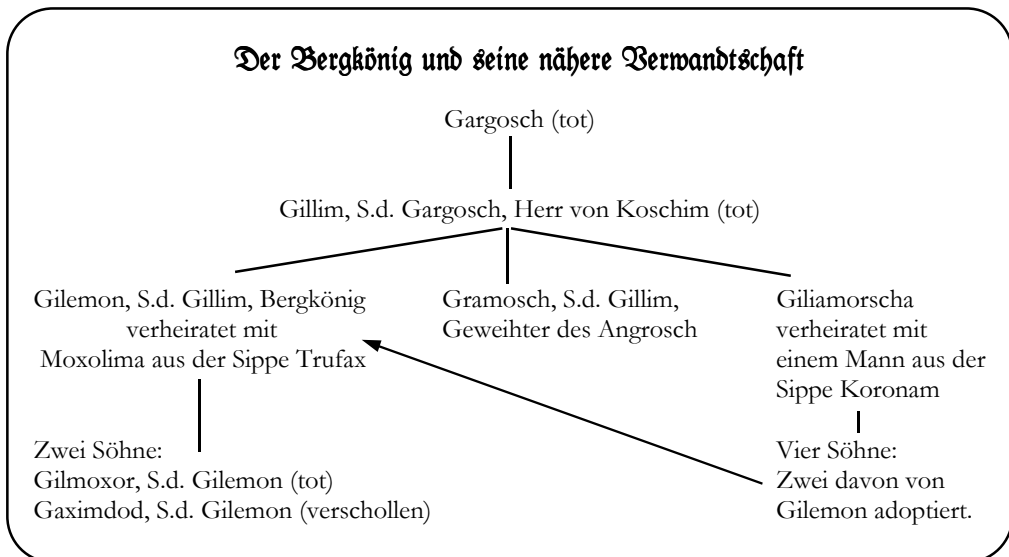 Der Bergkönig und seine nähere Verwandtschaft
Gargosch (tot)
Gillim, S.d. Gargosch, Herr von Koschim (tot)
Gilemon, S.d. Gillim, Bergkönig
verheiratet mit
Moxolima aus der Sippe Trufax
Gramosch, S.d. Gillim,
Geweihter des Angrosch
Giliamorscha
verheiratet mit
einem Mann aus der
Sippe Koronam
Zwei Söhne:
Gilmoxor, S.d. Gilemon (tot)
Gaximdod, S.d. Gilemon (verschollen)
Vier Söhne:
Zwei davon von
Gilemon adoptiert.